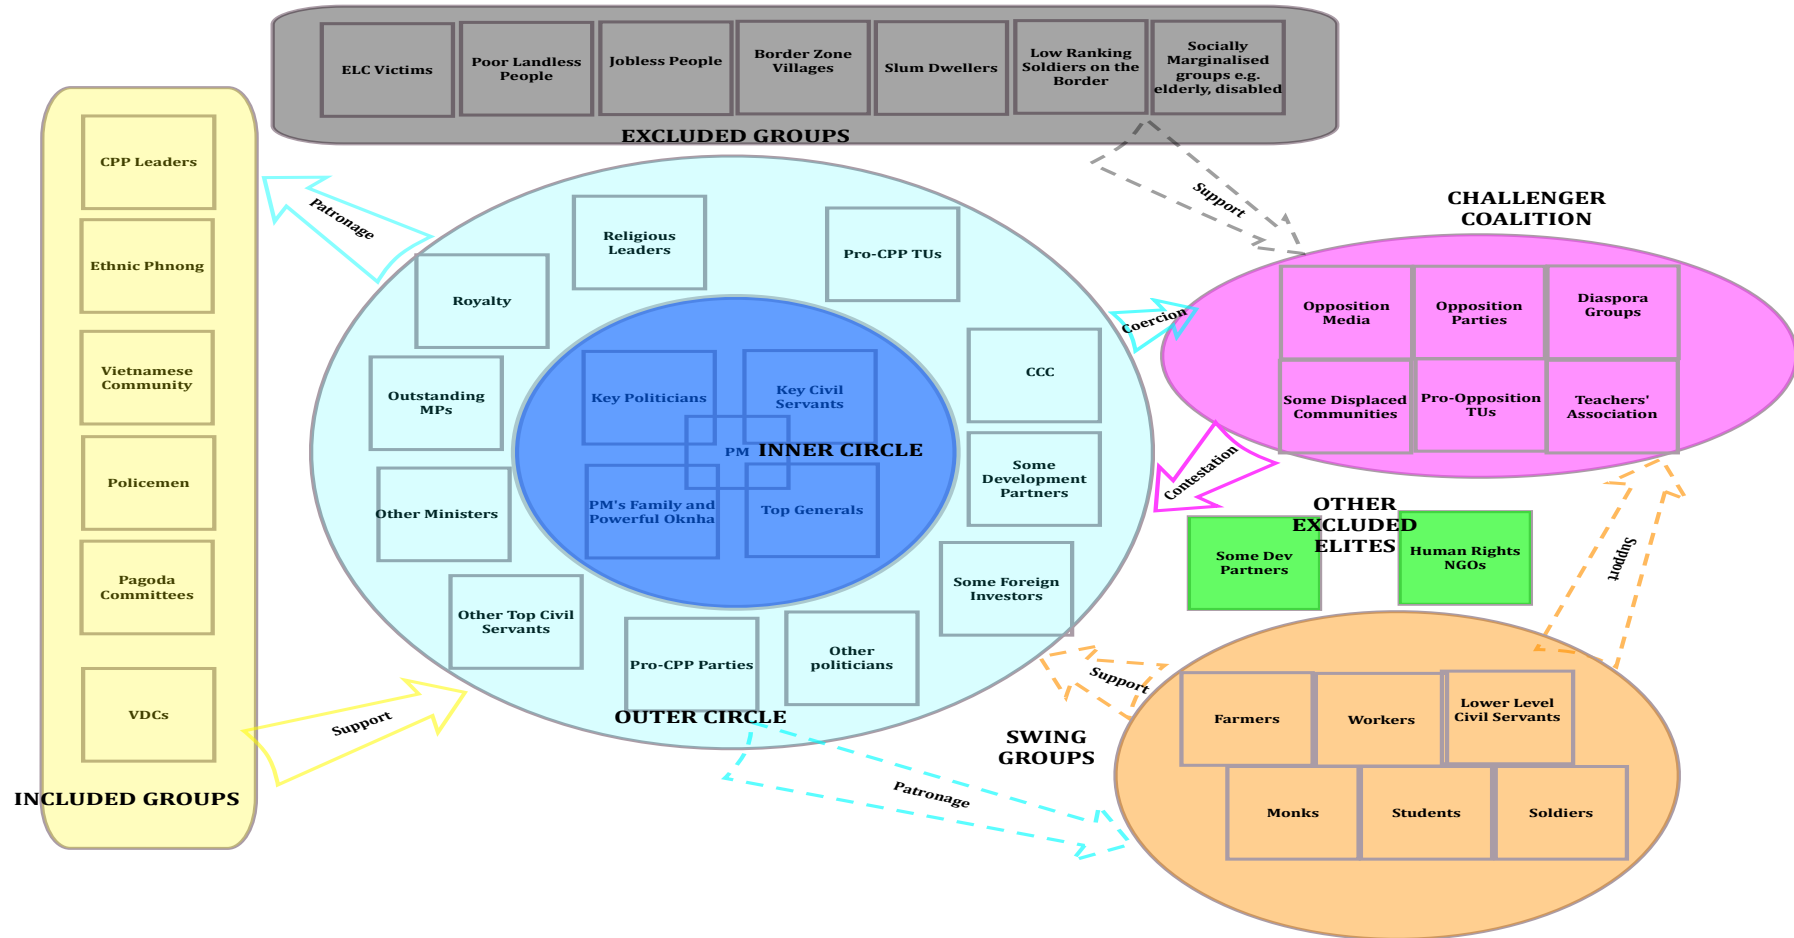 ELC Victims
Poor Landless
People
Jobless People
Border Zone
Villages
Slum Dwellers
Low Ranking
Soldiers on the
Border
Socially
Marginalised
groups e.g.
elderly, disabled
EXCLUDED GROUPS
CPP Leaders
Ethnic Phnong
Vietnamese
Community
Policemen
Pagoda
Committees
VDCs
INCLUDED GROUPS
Patronage
Support
Religious
Leaders
Pro-CPP TUs
Royalty
Outstanding
MPs
CCC
Other Ministers
Some
Development
Partners
Other Top Civil
Servants
Some Foreign
Investors
Pro-CPP Parties
Other
politicians
OUTER CIRCLE
Key Politicians
Key Civil
Servants
PM
INNER CIRCLE
PM's Family and
Powerful Oknha
Top Generals
Support
Coercion
Contestation
CHALLENGER
COALITION
Opposition
Media
Opposition
Parties
Diaspora
Groups
Some Displaced
Communities
Pro-Opposition
TUs
Teachers'
Association
OTHER
EXCLUDED
ELITES
Some Dev
Partners
Human Rights
NGOs
Support
Support
Patronage
SWING
GROUPS
Farmers
Workers
Lower Level
Civil Servants
Monks
Students
Soldiers